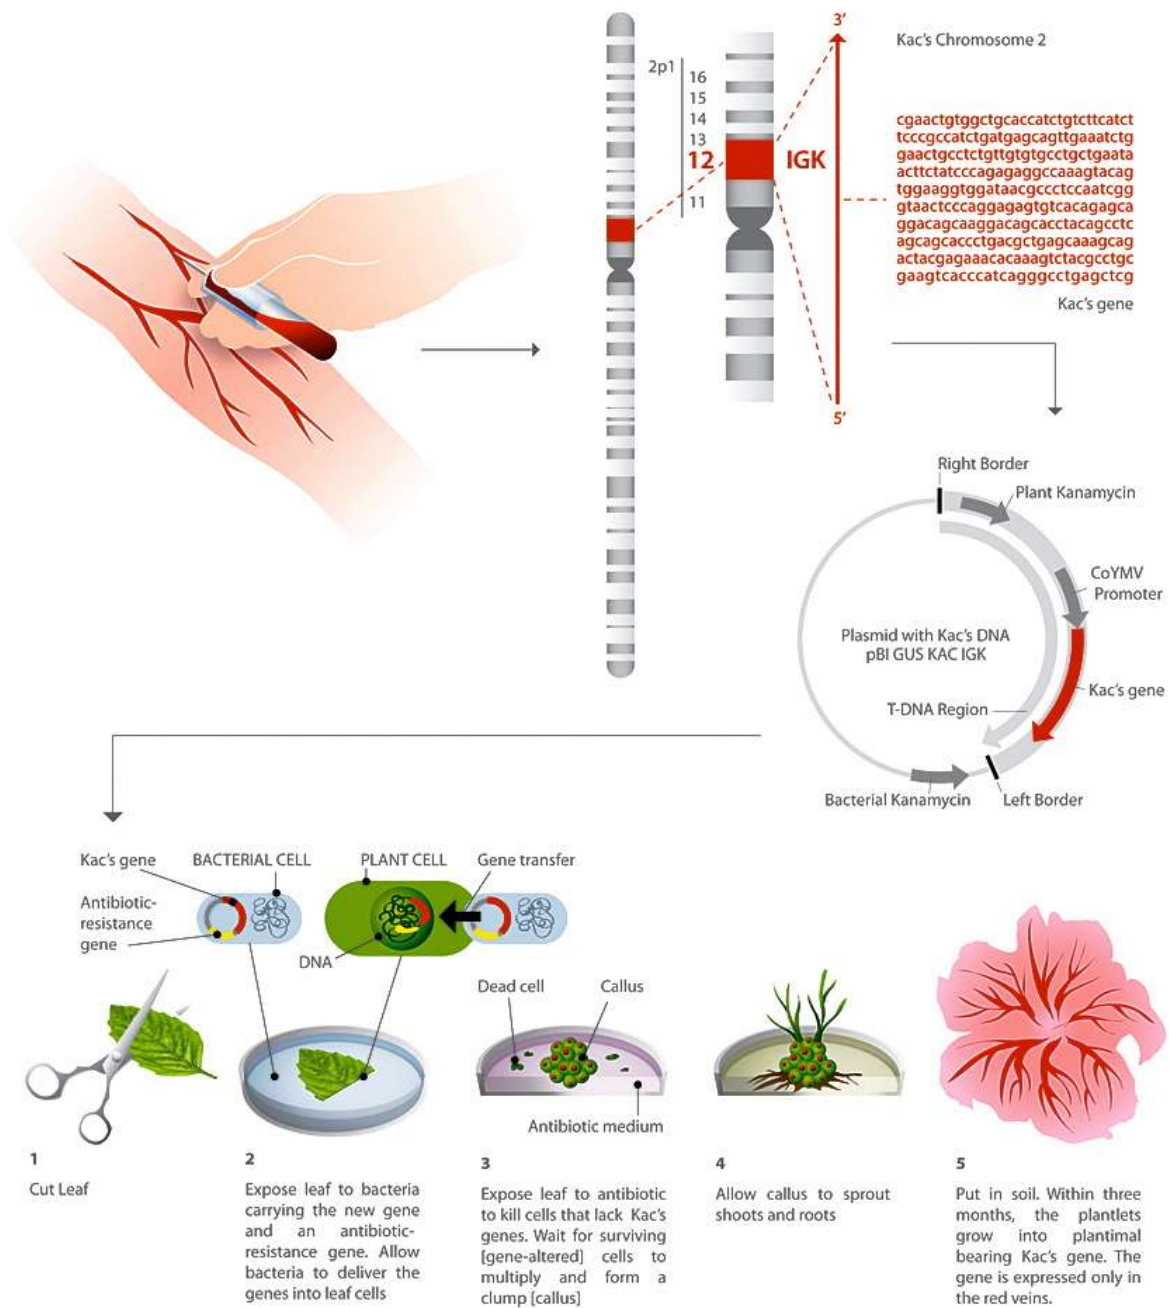 3′
Kac's Chromosome 2
2p1
16
15
14
13
12
IGK
11
cgaactgtggctgcaccatctgtcttcatct
tcccgccatctgatgagcagttgaaatctg
gaactgcctctgttgtgtgcctgctgaata
acttctatcccagagaggccaaagtacag
tggaaggtggataacgccctccaatcggg
gtaactcccaggagagtgtcacagagca
ggacagcaaggacagcacctacagcctc
agcagcaccctgacgctgagcaaagcag
actacgagaaacacaaagtctacgcctgc
gaagtcacccatcagggcctgagctcg
Kac's gene
5′
Right Border
Plant Kanamycin
CoYMV
Promoter
Plasmid with Kac's DNA
pBI GUS KAC IGK
Kac's gene
T-DNA Region
Bacterial Kanamycin
Left Border
Kac's gene
BACTERIAL CELL
PLANT CELL
Gene transfer
Antibiotic-
resistance
gene
DNA
Dead cell
Callus
Antibiotic medium
1
Cut Leaf
2
Expose leaf to bacteria
carrying the new gene
and an antibiotic-
resistance gene. Allow
bacteria to deliver the
genes into leaf cells
3
Expose leaf to antibiotic
to kill cells that lack Kac's
genes. Wait for surviving
[gene-altered] cells to
multiply and form a
clump [callus]
4
Allow callus to sprout
shoots and roots
5
Put in soil. Within three
months, the plantlets
grow into plantimal
bearing Kac's gene. The
gene is expressed only in
the red veins.